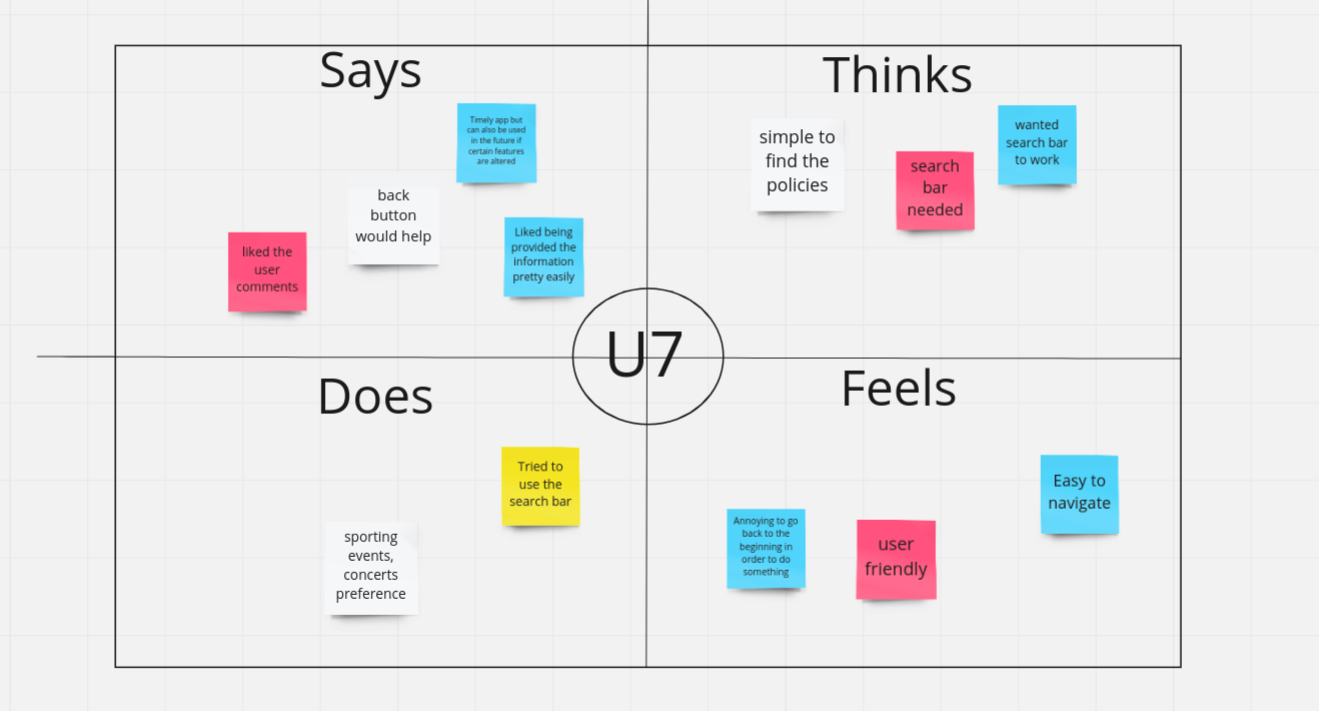 Says
Timely app but
can also be used
in the future if
certain features
are altered
back
button
would help
liked the
user
comments
Liked being
provided the
information
pretty easily
Thinks
simple to
find the
policies
search
bar
needed
wanted
search bar
to work
U7
Does
Tried to
use the
search bar
sporting
events,
concerts
preference
Feels
Annoying to go
back to the
beginning in
order to do
something
user
friendly
Easy to
navigate